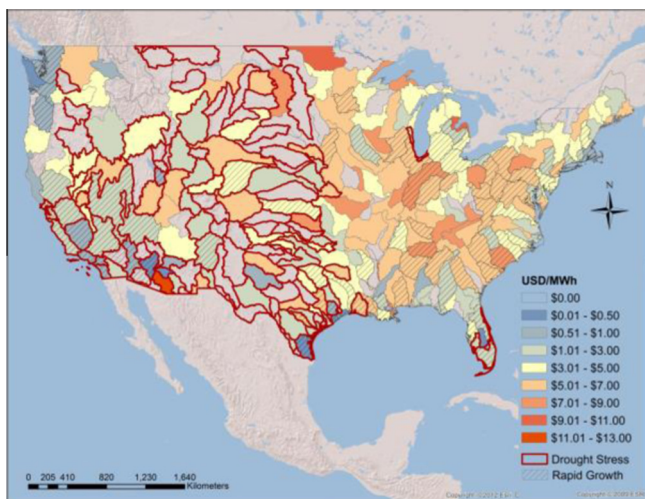 N
USD/MWh
$0.00
$0.01 - $0.50
$0.51 - $1.00
$1.01 - $3.00
$3.01 - $5.00
$5.01 - $7.00
$7.01 - $9.00
$9.01 - $11.00
$11.01 - $13.00
Drought Stress
Rapid Growth
0 205 410 820 1,230 1,640
Kilometers